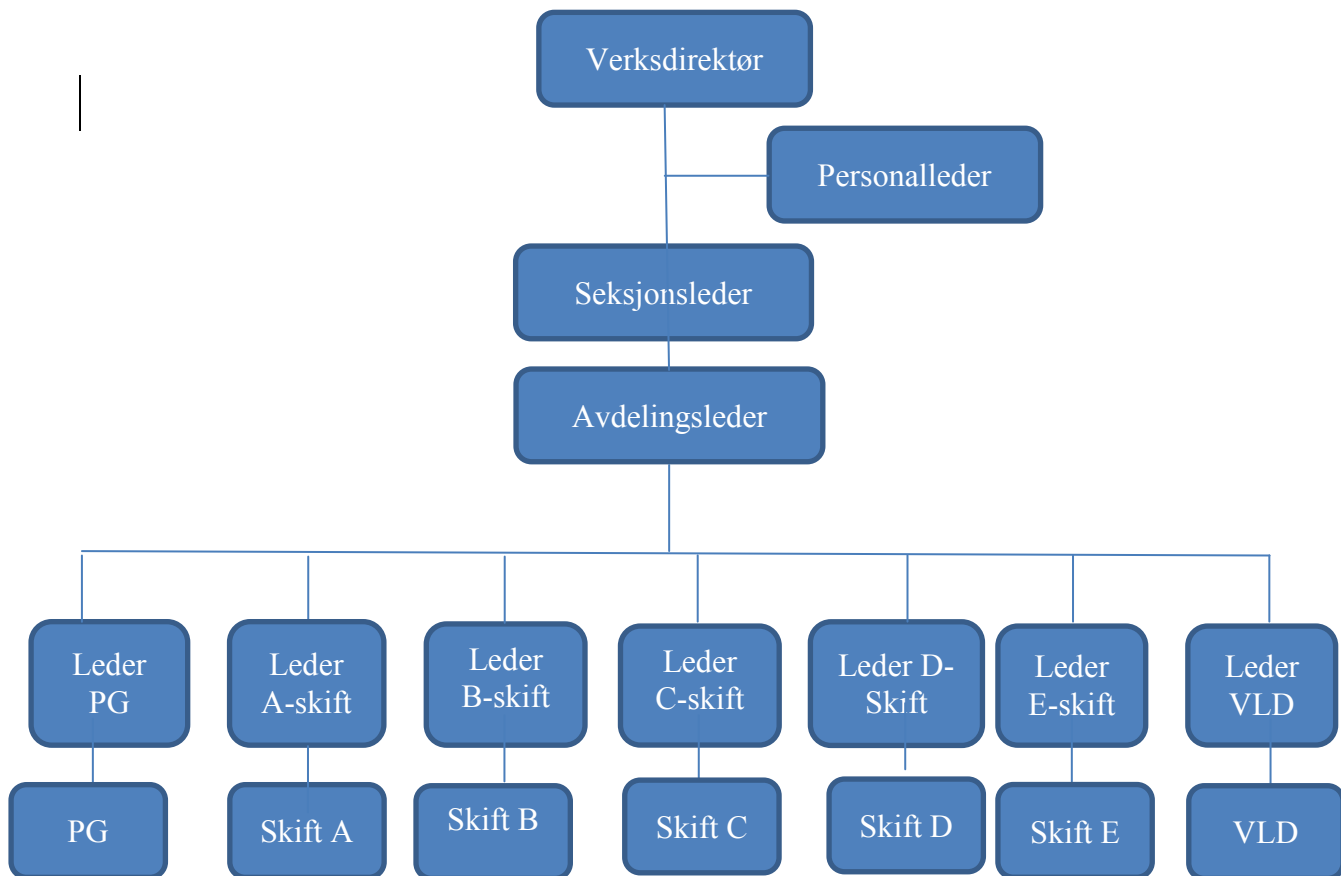 Verksdirektør
Personalleder
Seksjonsleder
Avdelingsleder
Leder
PG
Leder
A-skift
Leder
B-skift
Leder
C-skift
Leder D-
Skift
Leder
E-skift
Leder
VLD
PG
Skift A
Skift B
Skift C
Skift D
Skift E
VLD